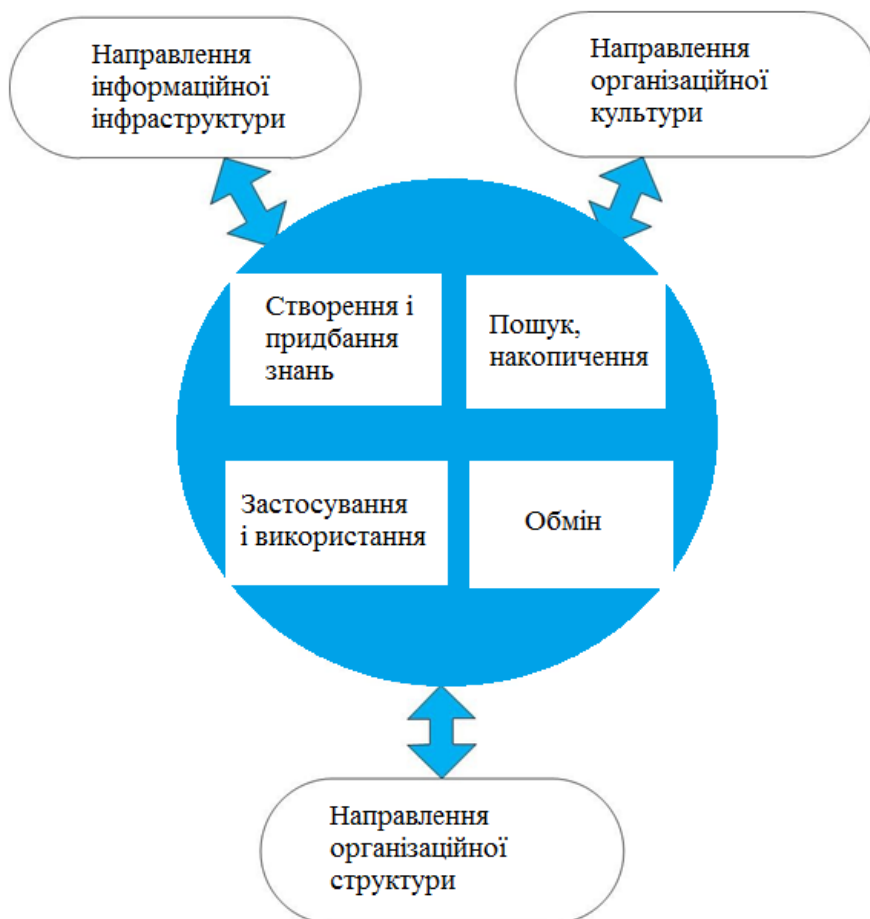 Направлення
інформаційної
інфраструктури
Направлення
організаційної
культури
Створення і
придбання
знань
Пошук,
накопичення
Застосування
і використання
Обмін
Направлення
організаційної
структури